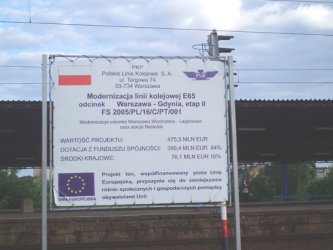 PKP
Polskie Linie Kolejowe S. A.
ul. Targowa 74
03-734 Warszawa
PLK
Modernizacja linii kolejowej E65
odcinek Warszawa - Gdynia, etap II
FS 2005/PL/16/C/PT/001
Modernizacja odcinka Warszawa Wschodnia - Legionowo
oraz stacja Nasielsk
WARTOŚĆ PROJEKTU: 475,5 MLN EUR
DOTACJA Z FUNDUSZU SPÓJNOŚCI: 399,4 MLN EUR 84%
ŚRODKI KRAJOWE: 76,1 MLN EUR 16%
Projekt ten, współfinansowany przez Unię
Europejską, przyczynia się do zmniejszania
różnic społecznych i gospodarczych pomiędzy
obywatelami Unii
UNIA EUROPEJSKA